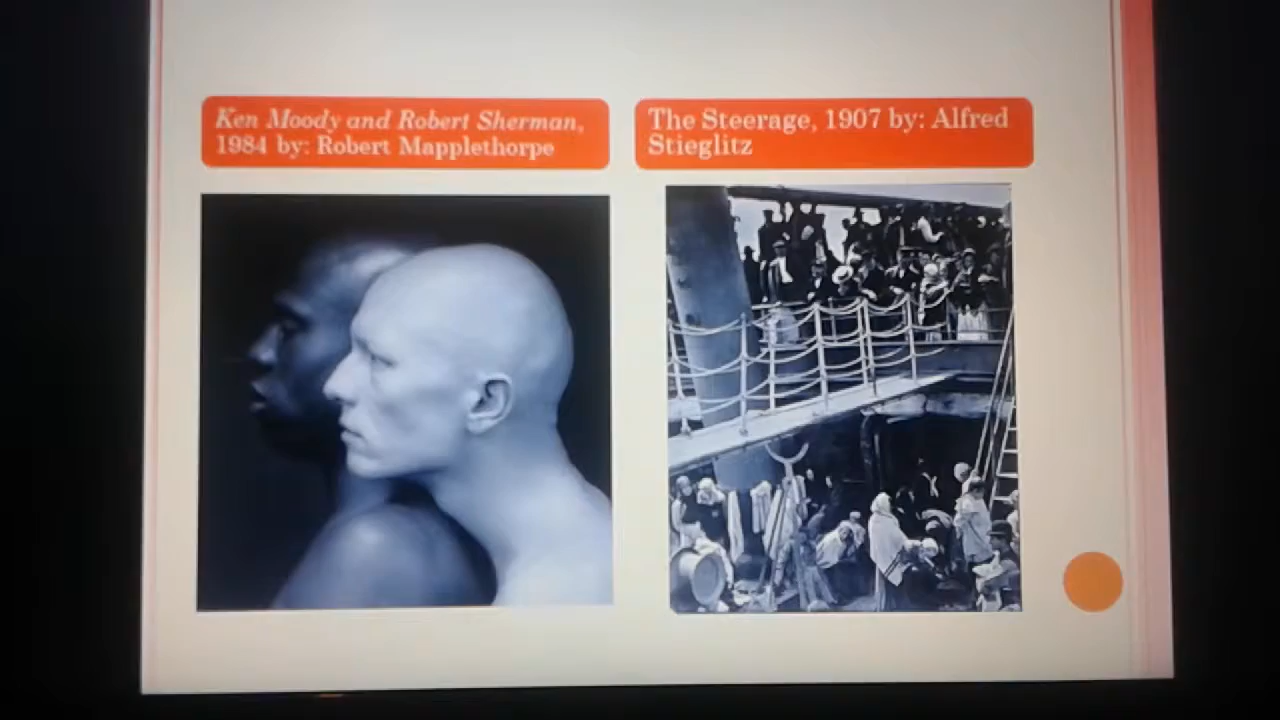 Ken Moody and Robert Sherman,
1984 by: Robert Mapplethorpe
The Steerage, 1907 by: Alfred
Stieglitz